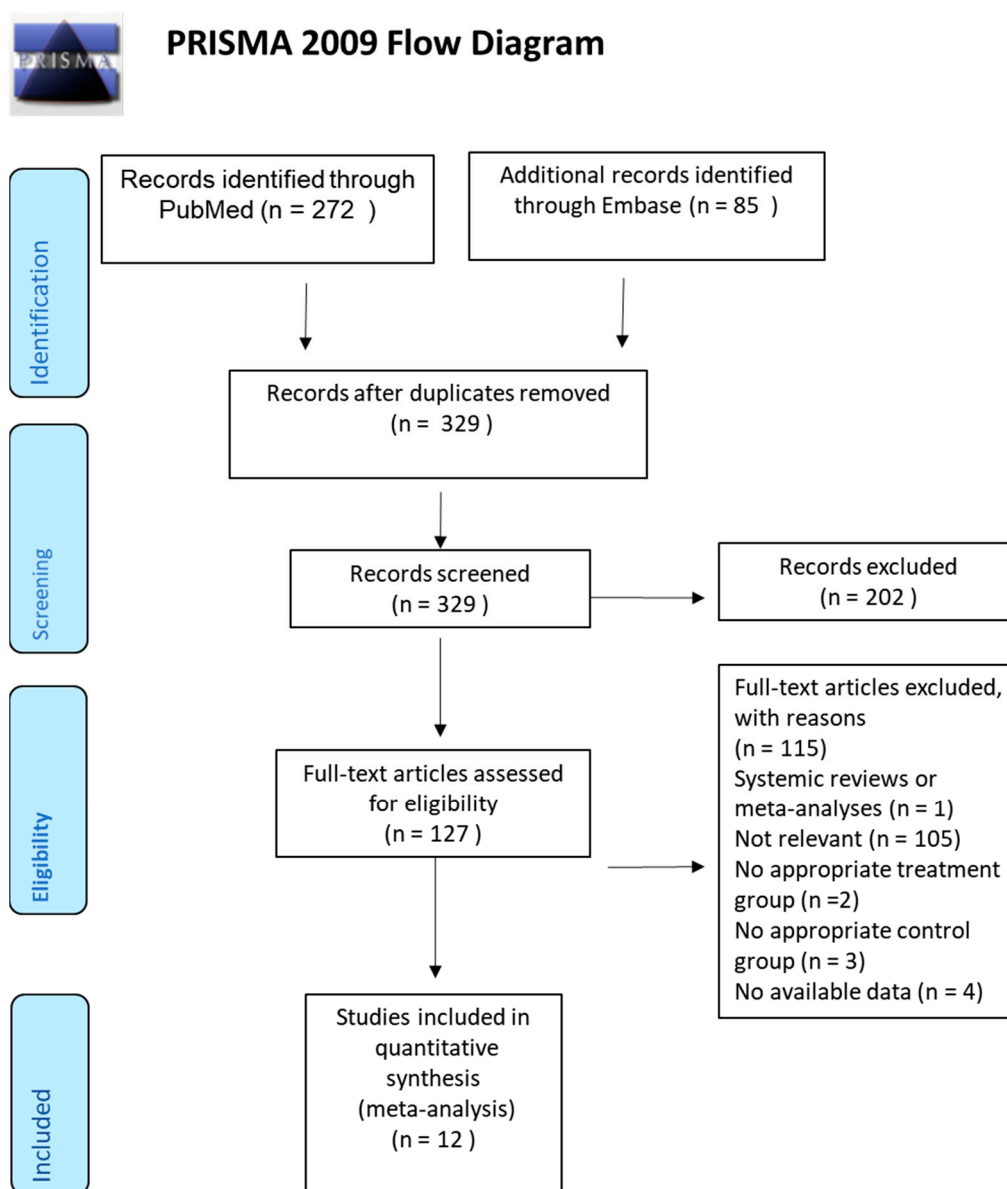 PRISMA
PRISMA 2009 Flow Diagram
Identification
Records identified through
PubMed (n = 272 )
Additional records identified
through Embase (n = 85 )
Records after duplicates removed
(n = 329 )
Screening
Records screened
(n = 329 )
Records excluded
(n = 202 )
Eligibility
Full-text articles assessed
for eligibility
(n = 127 )
Full-text articles excluded,
with reasons
(n = 115)
Systemic reviews or
meta-analyses (n = 1)
Not relevant (n = 105)
No appropriate treatment
group (n =2)
No appropriate control
group (n = 3)
No available data (n = 4)
Included
Studies included in
quantitative
synthesis
(meta-analysis)
(n = 12 )